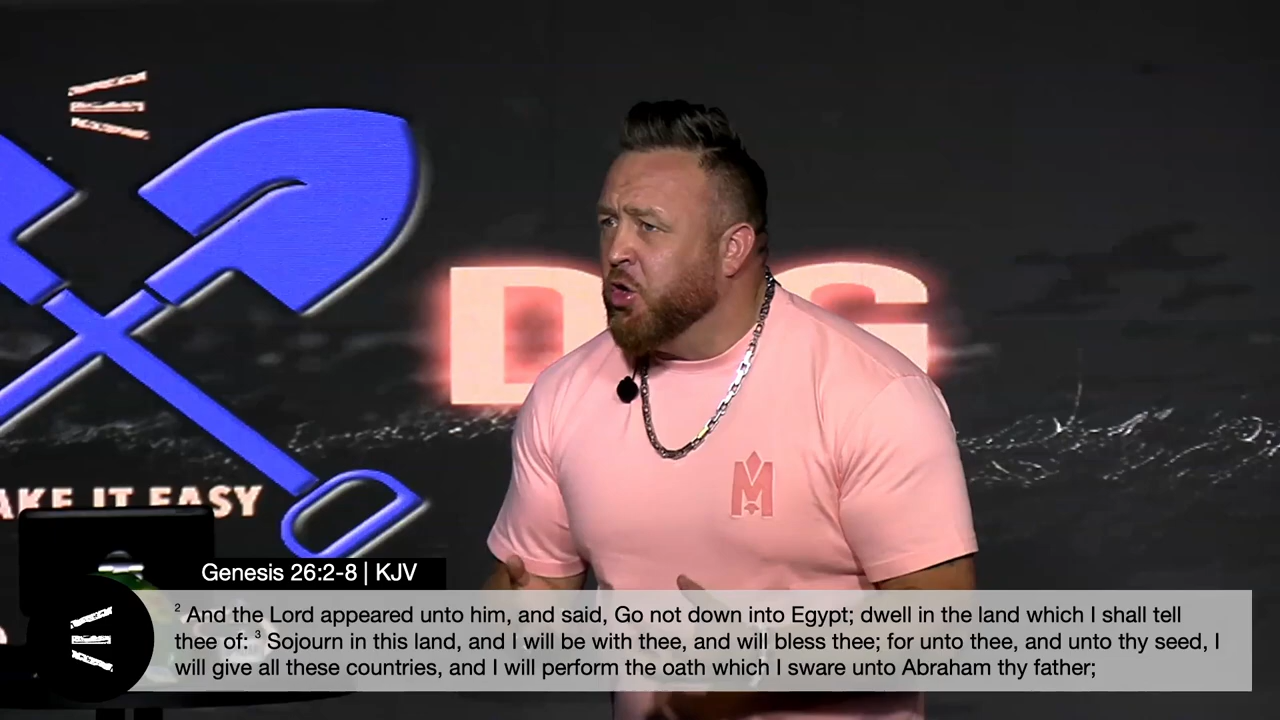 D G
AKE IT EASY
Genesis 26:2-8 | KJV
2 And the Lord appeared unto him, and said, Go not down into Egypt; dwell in the land which I shall tell
thee of: 3 Sojourn in this land, and I will be with thee, and will bless thee; for unto thee, and unto thy seed, I
will give all these countries, and I will perform the oath which I sware unto Abraham thy father;
M